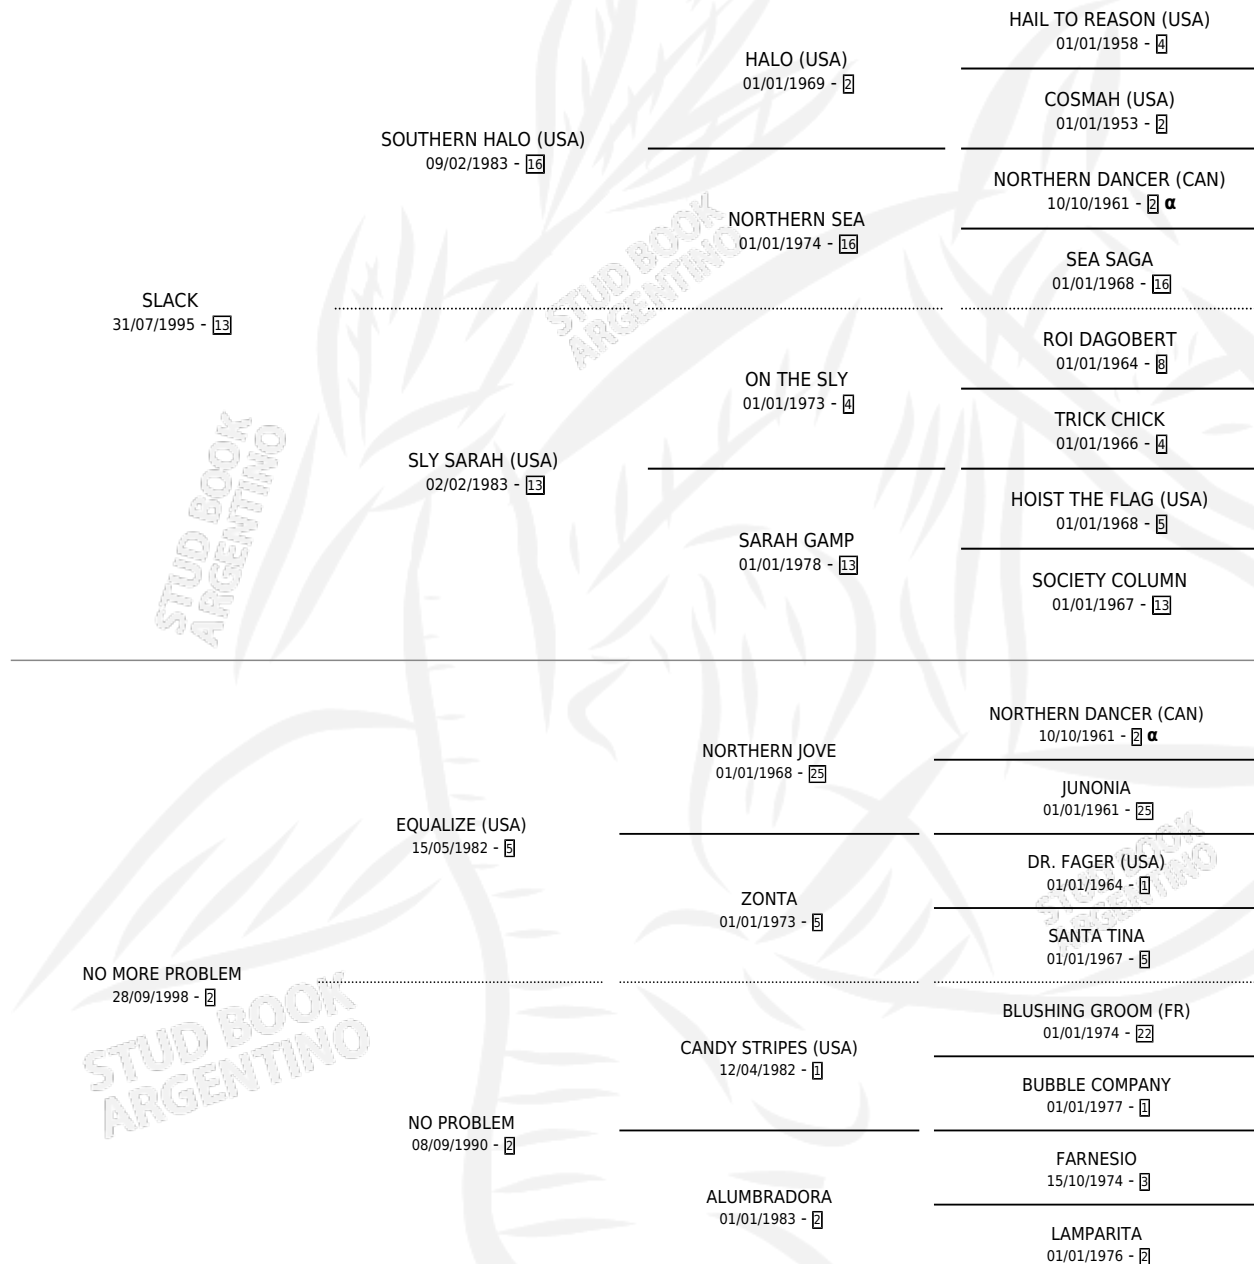 HAIL TO REASON (USA)
01/01/1958 - 4
HALO (USA)
01/01/1969 - 2
COSMAH (USA)
01/01/1953 - 2
SOUTHERN HALO (USA)
09/02/1983 - 16
NORTHERN DANCER (CAN)
10/10/1961 - 2 α
NORTHERN SEA
01/01/1974 - 16
SEA SAGA
01/01/1968 - 16
SLACK
31/07/1995 - 13
ROI DAGOBERT
01/01/1964 - 8
ON THE SLY
01/01/1973 - 4
TRICK CHICK
01/01/1966 - 4
SLY SARAH (USA)
02/02/1983 - 13
HOIST THE FLAG (USA)
01/01/1968 - 5
SARAH GAMP
01/01/1978 - 13
SOCIETY COLUMN
01/01/1967 - 13
NORTHERN DANCER (CAN)
10/10/1961 - 2 α
NORTHERN JOVE
01/01/1968 - 25
JUNONIA
01/01/1961 - 25
EQUALIZE (USA)
15/05/1982 - 5
DR. FAGER (USA)
01/01/1964 - 1
ZONTA
01/01/1973 - 5
SANTA TINA
01/01/1967 - 5
NO MORE PROBLEM
28/09/1998 - 2
BLUSHING GROOM (FR)
01/01/1974 - 22
CANDY STRIPES (USA)
12/04/1982 - 1
BUBBLE COMPANY
01/01/1977 - 1
NO PROBLEM
08/09/1990 - 2
FARNESIO
15/10/1974 - 3
ALUMBRADORA
01/01/1983 - 2
LAMPARITA
01/01/1976 - 2
STUD BOOK
ARGENTINO
STUD BOOK
ARGENTINO
STUD BOOK
ARGENTINO
STUD BOOK
ARGENTINO